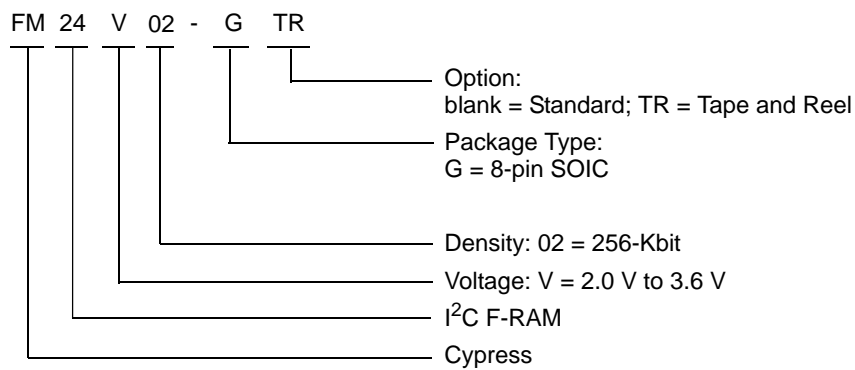 FM 24 V 02 - G TR
Option:
blank = Standard; TR = Tape and Reel
Package Type:
G = 8-pin SOIC
Density: 02 = 256-Kbit
Voltage: V = 2.0 V to 3.6 V
I²C F-RAM
Cypress